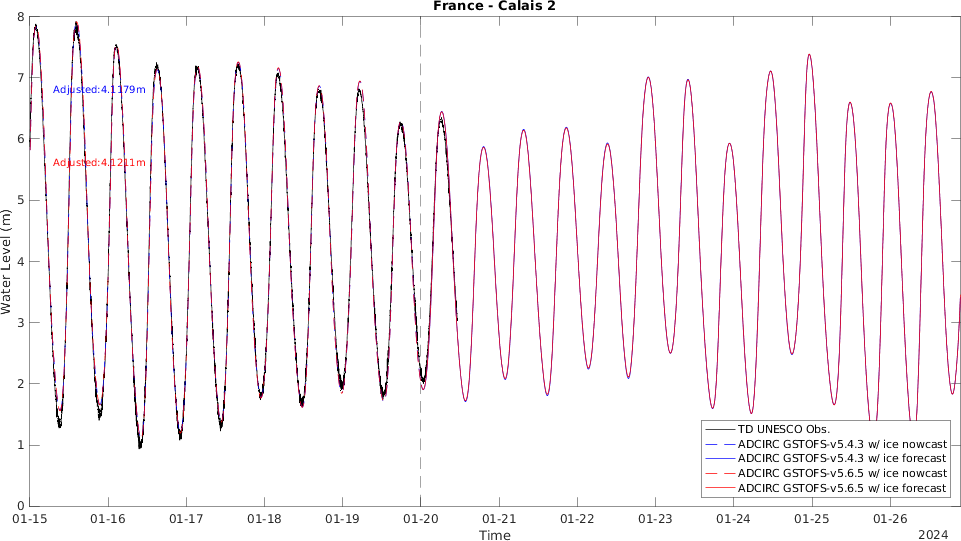 France - Calais 2
8
7
6
5
4
3
2
1
0
Water Level (m)
Adjusted:4.1179m
Adjusted:4.1211m
TD UNESCO Obs.
ADCIRC GSTOFS-v5.4.3 w/ ice nowcast
ADCIRC GSTOFS-v5.4.3 w/ ice forecast
ADCIRC GSTOFS-v5.6.5 w/ ice nowcast
ADCIRC GSTOFS-v5.6.5 w/ ice forecast
01-15 01-16 01-17 01-18 01-19 01-20 01-21 01-22 01-23 01-24 01-25 01-26
Time
2024